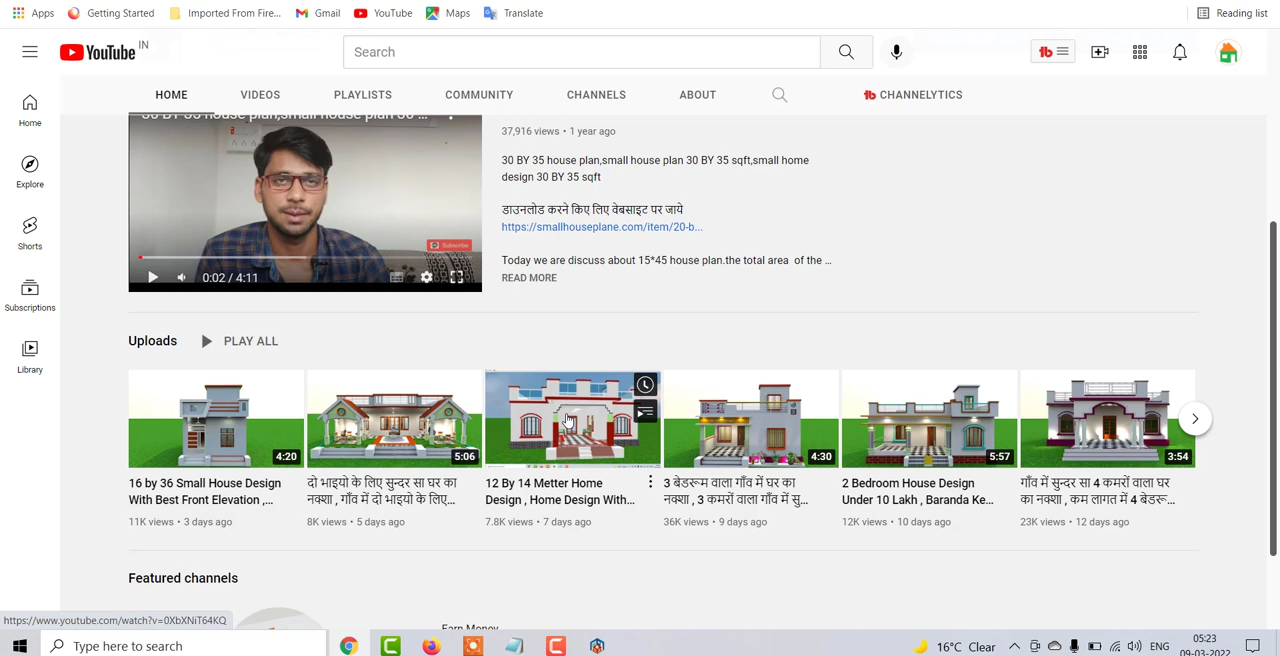 Apps Getting Started Imported From Fire... Gmail YouTube Maps Translate Reading list
YouTube IN Search
HOME VIDEOS PLAYLISTS COMMUNITY CHANNELS ABOUT CHANNELYTICS
Home
Explore
Shorts
Subscriptions
Library
37,916 views • 1 year ago
30 BY 35 house plan,small house plan 30 BY 35 sqft,small home
design 30 BY 35 sqft
डाउनलोड करने किए लिए वेबसाइट पर जाये
https://smallhouseplane.com/item/20-b...
Today we are discuss about 15*45 house plan.the total area of the ...
READ MORE
Subscribe
0:02 / 4:11
Uploads PLAY ALL
4:20
5:06
4:30
5:57
3:54
16 by 36 Small House Design
With Best Front Elevation ,...
11K views • 3 days ago
दो भाइयो के लिए सुन्दर सा घर का
नक्शा , गाँव में दो भाइयो के लिए...
8K views • 5 days ago
12 By 14 Metter Home
Design , Home Design With...
7.8K views • 7 days ago
3 बेडरूम वाला गाँव में घर का
नक्शा , 3 कमरों वाला गाँव में सु...
36K views • 9 days ago
2 Bedroom House Design
Under 10 Lakh , Baranda Ke...
12K views • 10 days ago
गाँव में सुन्दर सा 4 कमरों वाला घर
का नक्शा , कम लागत में 4 बेडरू...
23K views • 12 days ago
Featured channels
Earn Money
https://www.youtube.com/watch?v=0XbXNiT64KQ
Type here to search
16°C Clear
ENG
05:23
09-03-2022